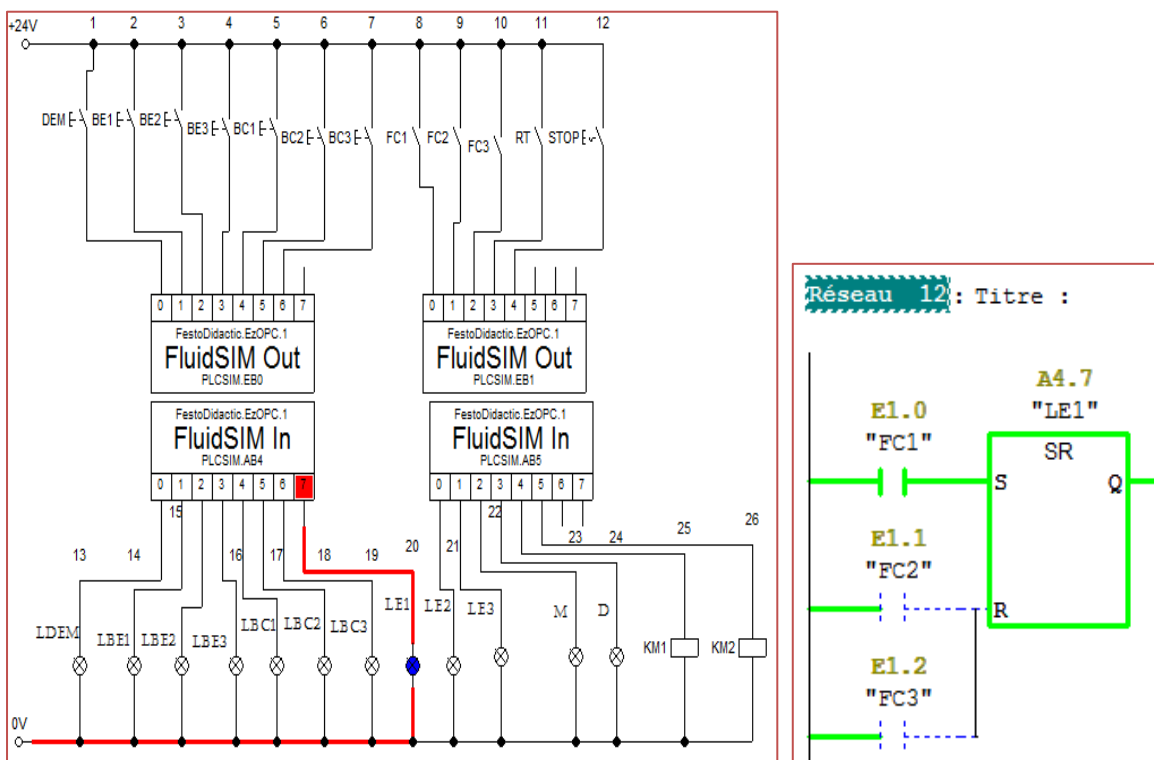 +24V 1 2 3 4 5 6 7 8 9 10 11 12
DEM BE1 BE2 BE3 BC1 BC2 BC3 FC1 FC2 FC3 RT STOP
0 1 2 3 4 5 6 7
FestoDidactic.EzOPC.1
FluidSIM Out
PLCSIM.EB0
0 1 2 3 4 5 6 7
FestoDidactic.EzOPC.1
FluidSIM Out
PLCSIM.EB1
FestoDidactic.EzOPC.1
FluidSIM In
PLCSIM.AB4
0 1 2 3 4 5 6 7
FestoDidactic.EzOPC.1
FluidSIM In
PLCSIM.AB5
0 1 2 3 4 5 6 7
13 14 15 16 17 18 19 20 21 22 23 24 25 26
LDEM LBE1 LBE2 LBE3 LBC1 LBC2 LBC3 LE1 LE2 LE3 M D KM1 KM2
0V
Réseau 12 : Titre :
A4.7
"LE1"
E1.0
"FC1"
SR
S Q
E1.1
"FC2"
R
E1.2
"FC3"